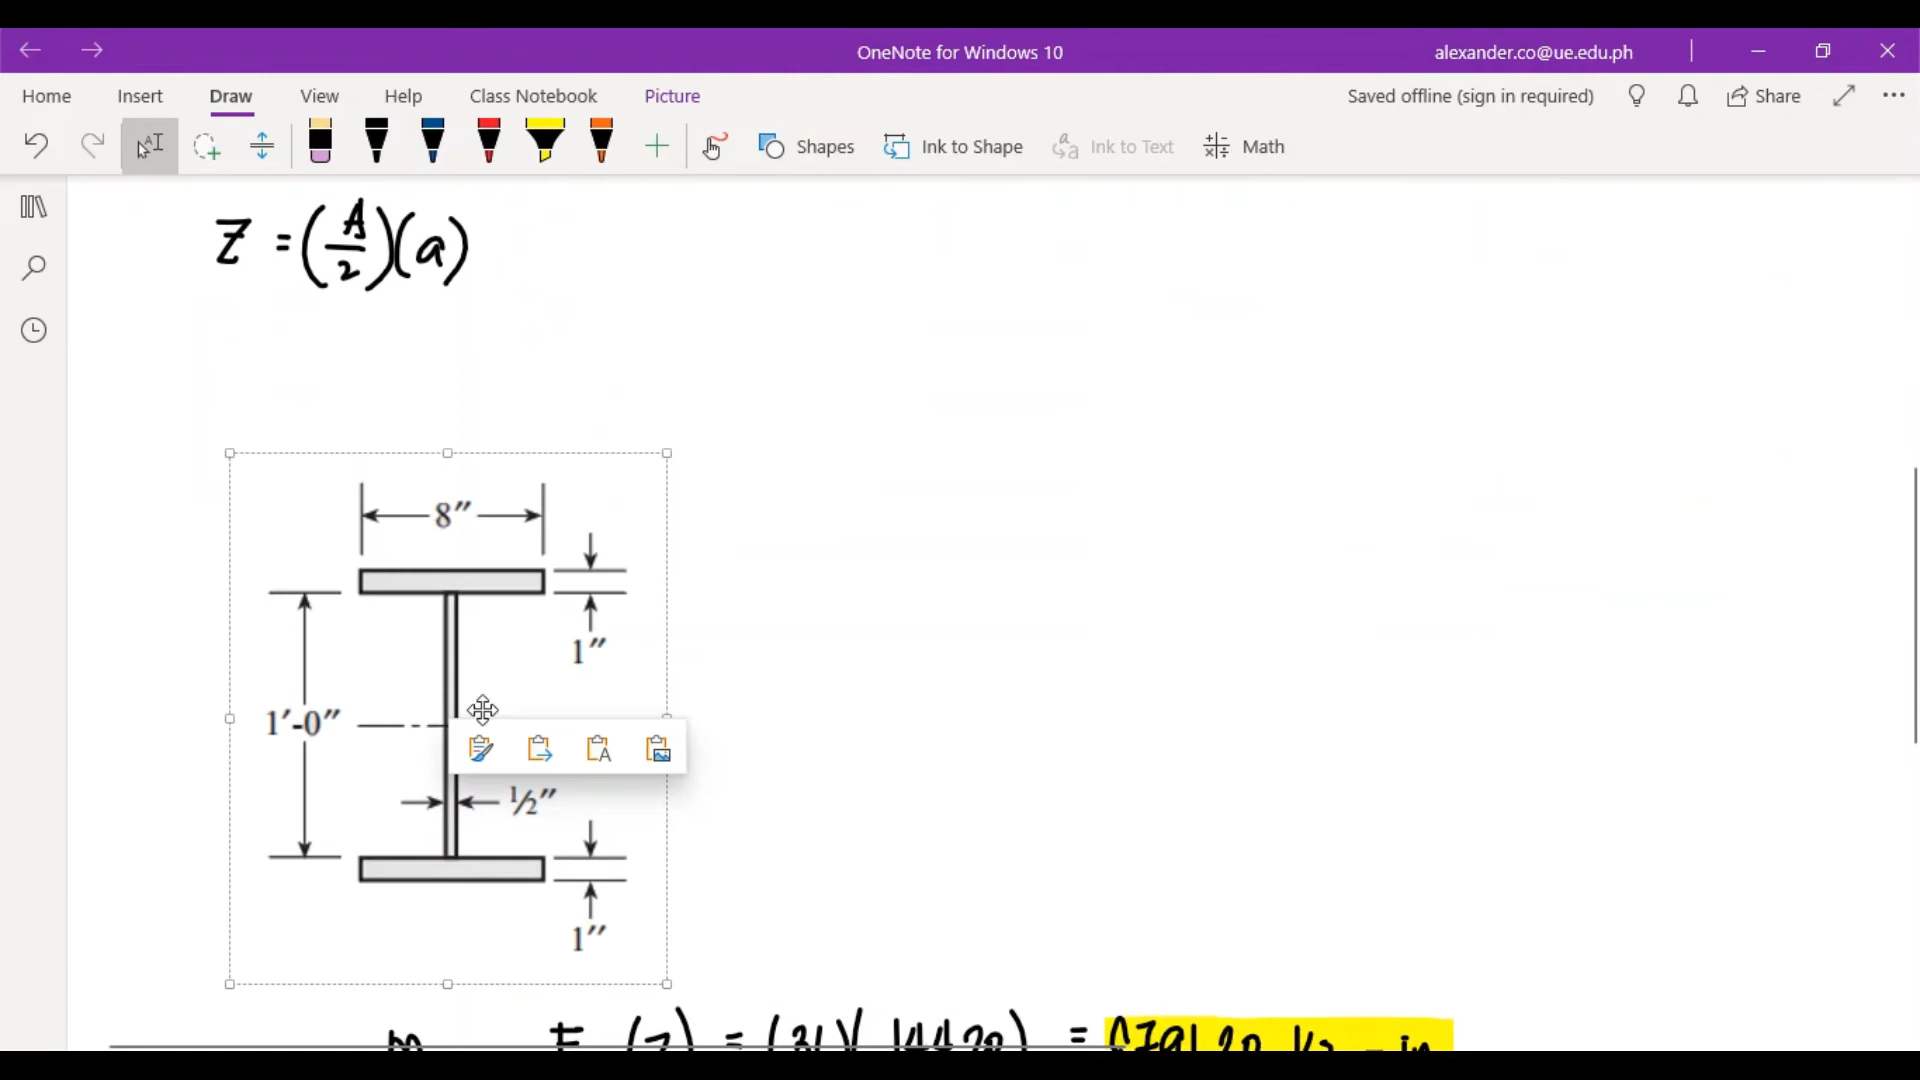 OneNote for Windows 10
alexander.co@ue.edu.ph
Home Insert Draw View Help Class Notebook Picture
Saved offline (sign in required) Share
Shapes Ink to Shape Ink to Text Math
Z = (A/2)(a)
8″
1″
1′-0″
½″
1″